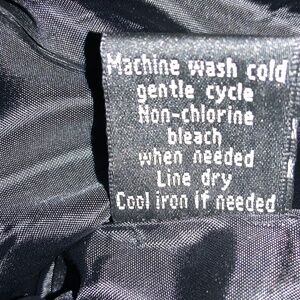 Machine wash cold
gentle cycle
Non-chlorine
bleach
when needed
Line dry
Cool iron if needed